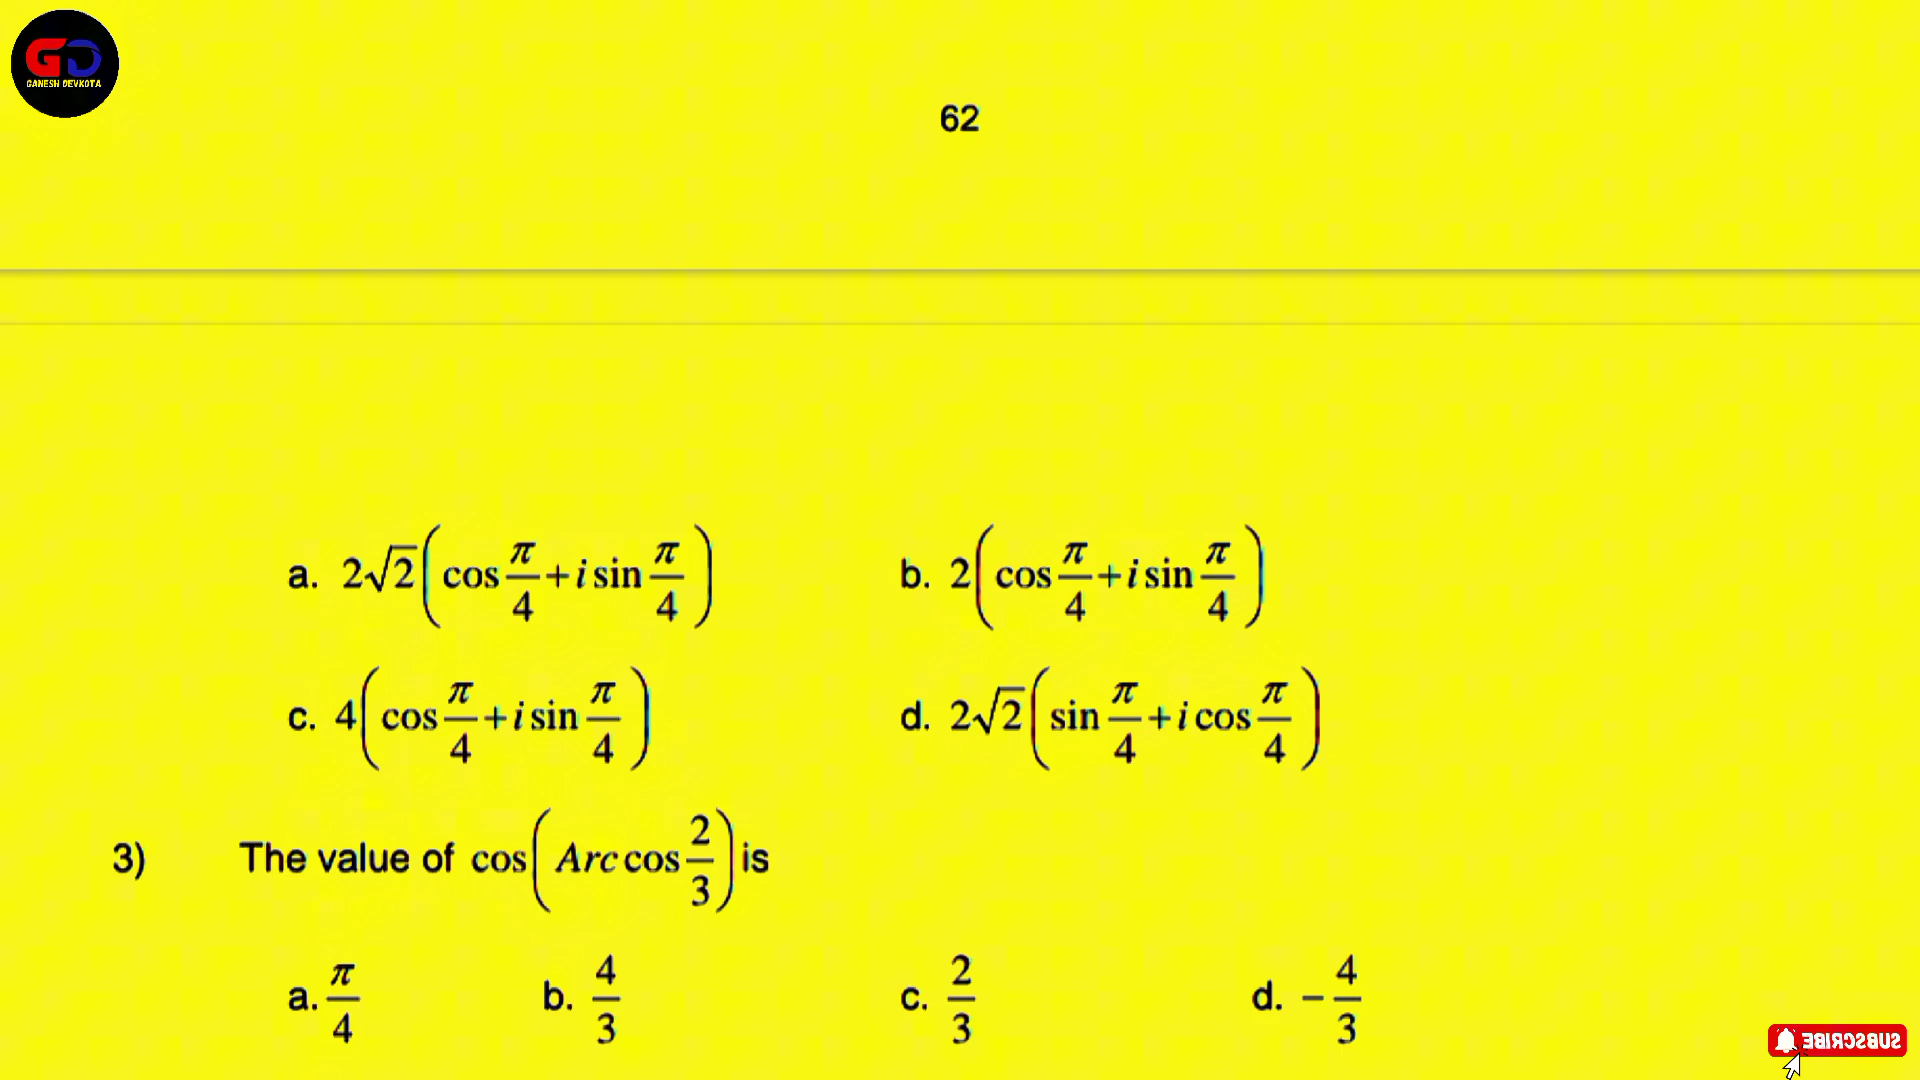 GD
GANESH DEVKOTA
62
a. 2√2(cos π/4 + i sin π/4) b. 2(cos π/4 + i sin π/4)
c. 4(cos π/4 + i sin π/4) d. 2√2(sin π/4 + i cos π/4)
3) The value of cos(Arc cos 2/3) is
a. π/4 b. 4/3 c. 2/3 d. −4/3
SUBSCRIBE